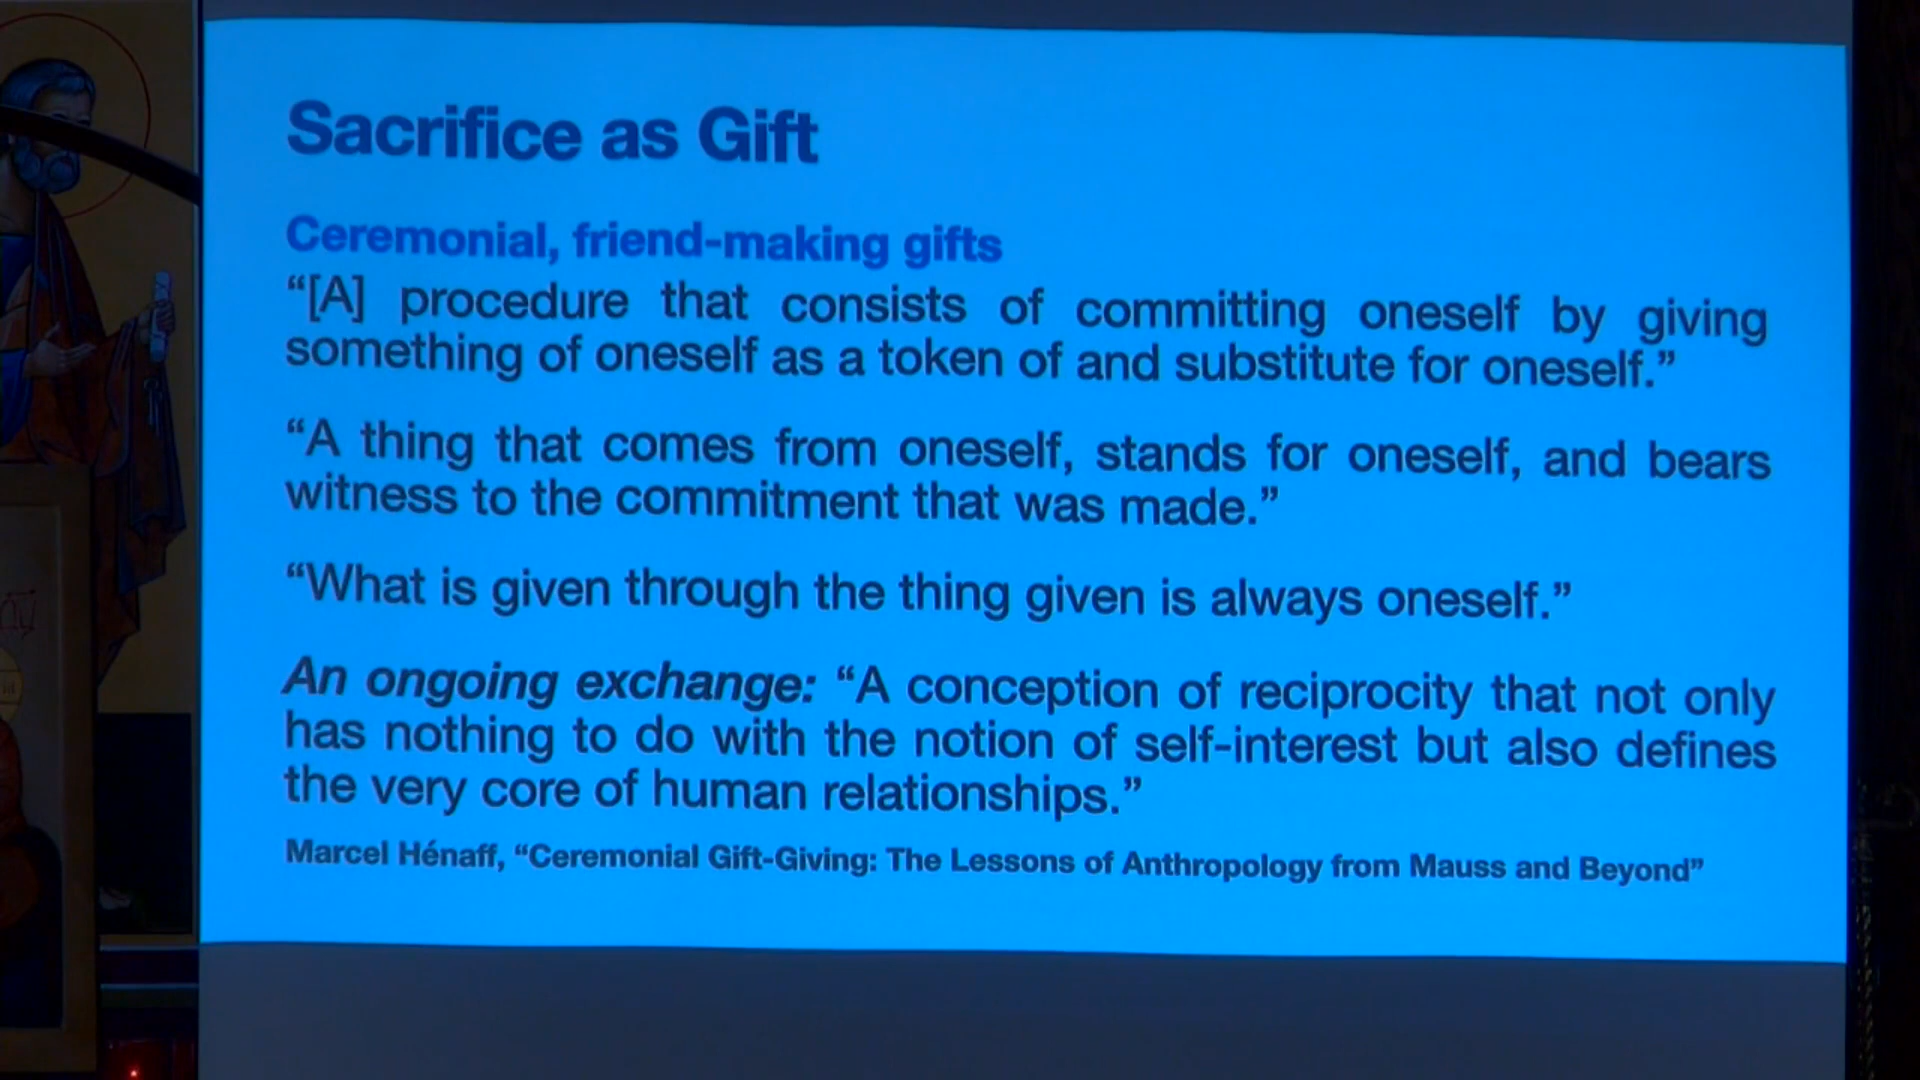 Sacrifice as Gift
Ceremonial, friend-making gifts
“[A] procedure that consists of committing oneself by giving
something of oneself as a token of and substitute for oneself.”
“A thing that comes from oneself, stands for oneself, and bears
witness to the commitment that was made.”
“What is given through the thing given is always oneself.”
An ongoing exchange: “A conception of reciprocity that not only
has nothing to do with the notion of self-interest but also defines
the very core of human relationships.”
Marcel Hénaff, “Ceremonial Gift-Giving: The Lessons of Anthropology from Mauss and Beyond”